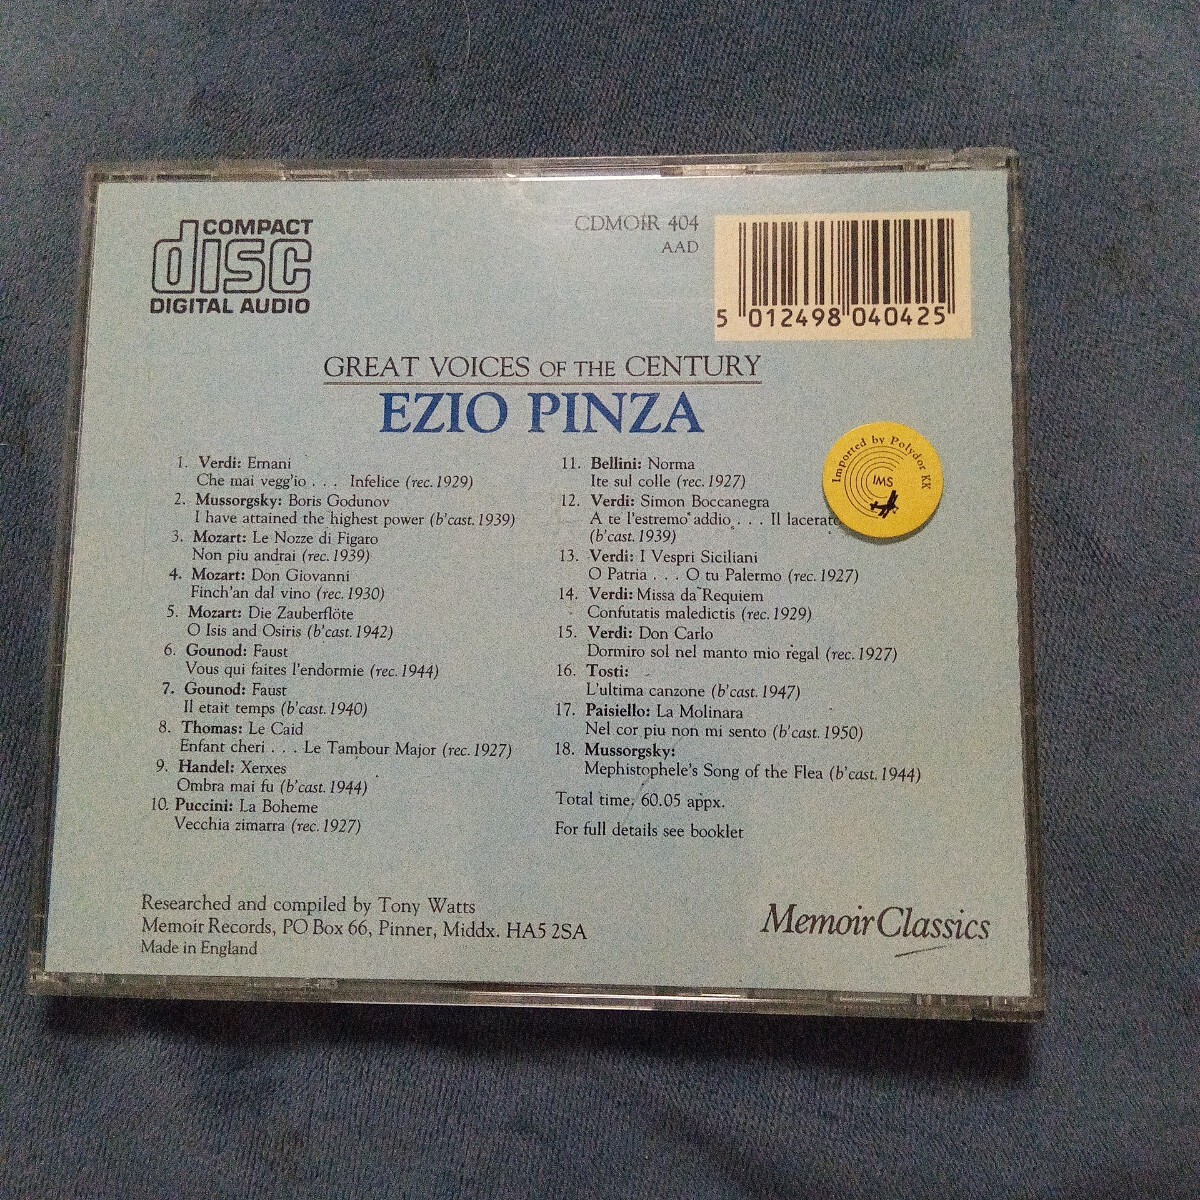 COMPACT
disc
DIGITAL AUDIO
CDMOIR 404
AAD
5 012498 040425
GREAT VOICES OF THE CENTURY
EZIO PINZA
1. Verdi: Ernani
Che mai vegg'io . . . Infelice (rec. 1929)
2. Mussorgsky: Boris Godunov
I have attained the highest power (b'cast. 1939)
3. Mozart: Le Nozze di Figaro
Non piu andrai (rec. 1939)
4. Mozart: Don Giovanni
Finch'an dal vino (rec. 1930)
5. Mozart: Die Zauberflöte
O Isis and Osiris (b'cast. 1942)
6. Gounod: Faust
Vous qui faites l'endormie (rec. 1944)
7. Gounod: Faust
Il etait temps (b'cast. 1940)
8. Thomas: Le Caid
Enfant cheri . . . Le Tambour Major (rec. 1927)
9. Handel: Xerxes
Ombra mai fu (b'cast. 1944)
10. Puccini: La Boheme
Vecchia zimarra (rec. 1927)
11. Bellini: Norma
Ite sul colle (rec. 1927)
12. Verdi: Simon Boccanegra
A te l'estremo addio . . . Il lacerato
(b'cast. 1939)
13. Verdi: I Vespri Siciliani
O Patria . . . O tu Palermo (rec. 1927)
14. Verdi: Missa da Requiem
Confutatis maledictis (rec. 1929)
15. Verdi: Don Carlo
Dormiro sol nel manto mio regal (rec. 1927)
16. Tosti:
L'ultima canzone (b'cast. 1947)
17. Paisiello: La Molinara
Nel cor piu non mi sento (b'cast. 1950)
18. Mussorgsky:
Mephistophele's Song of the Flea (b'cast. 1944)
Total time. 60.05 appx.
For full details see booklet
Imported by Polydor KK
IMS
Researched and compiled by Tony Watts
Memoir Records, PO Box 66, Pinner, Middx. HA5 2SA
Made in England
Memoir Classics